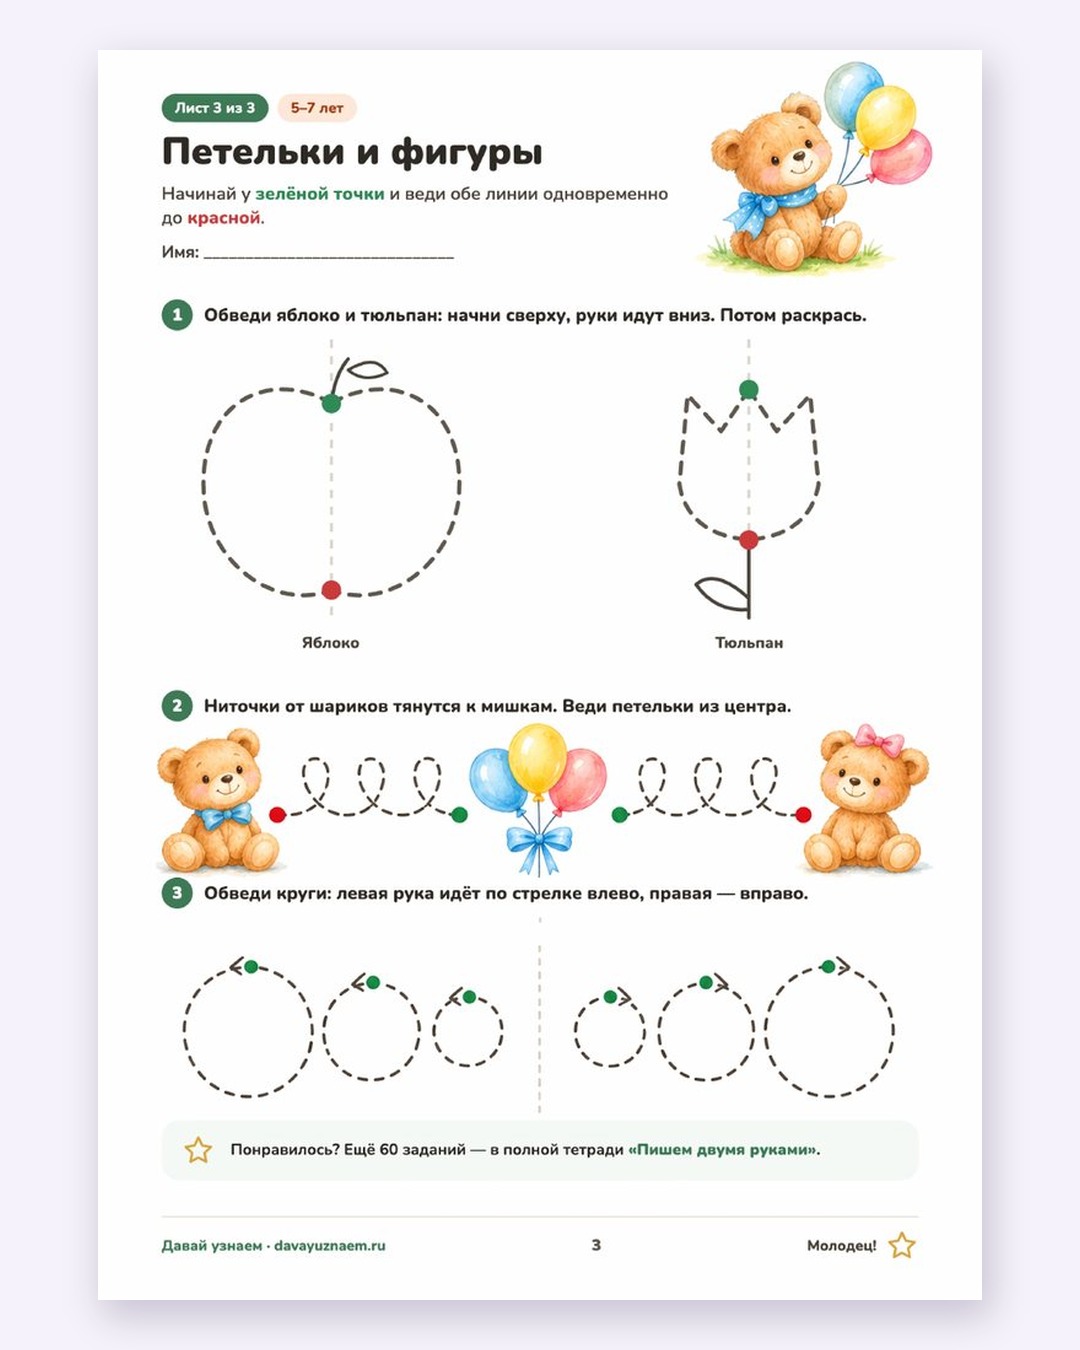 Лист 3 из 3
5–7 лет
Петельки и фигуры
Начинай у зелёной точки и веди обе линии одновременно
до красной.
Имя: ______________________________
1 Обведи яблоко и тюльпан: начни сверху, руки идут вниз. Потом раскрась.
Яблоко
Тюльпан
2 Ниточки от шариков тянутся к мишкам. Веди петельки из центра.
3 Обведи круги: левая рука идёт по стрелке влево, правая — вправо.
Понравилось? Ещё 60 заданий — в полной тетради «Пишем двумя руками».
Давай узнаем · davayuznaem.ru
3
Молодец!